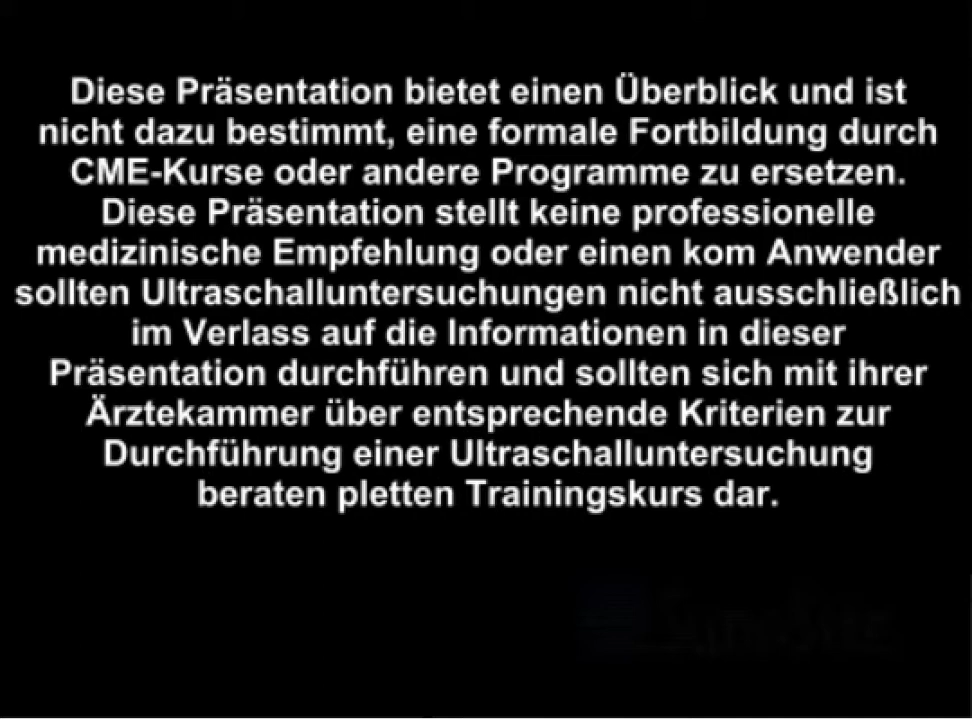 Diese Präsentation bietet einen Überblick und ist
nicht dazu bestimmt, eine formale Fortbildung durch
CME-Kurse oder andere Programme zu ersetzen.
Diese Präsentation stellt keine professionelle
medizinische Empfehlung oder einen kom Anwender
sollten Ultraschalluntersuchungen nicht ausschließlich
im Verlass auf die Informationen in dieser
Präsentation durchführen und sollten sich mit ihrer
Ärztekammer über entsprechende Kriterien zur
Durchführung einer Ultraschalluntersuchung
beraten pletten Trainingskurs dar.